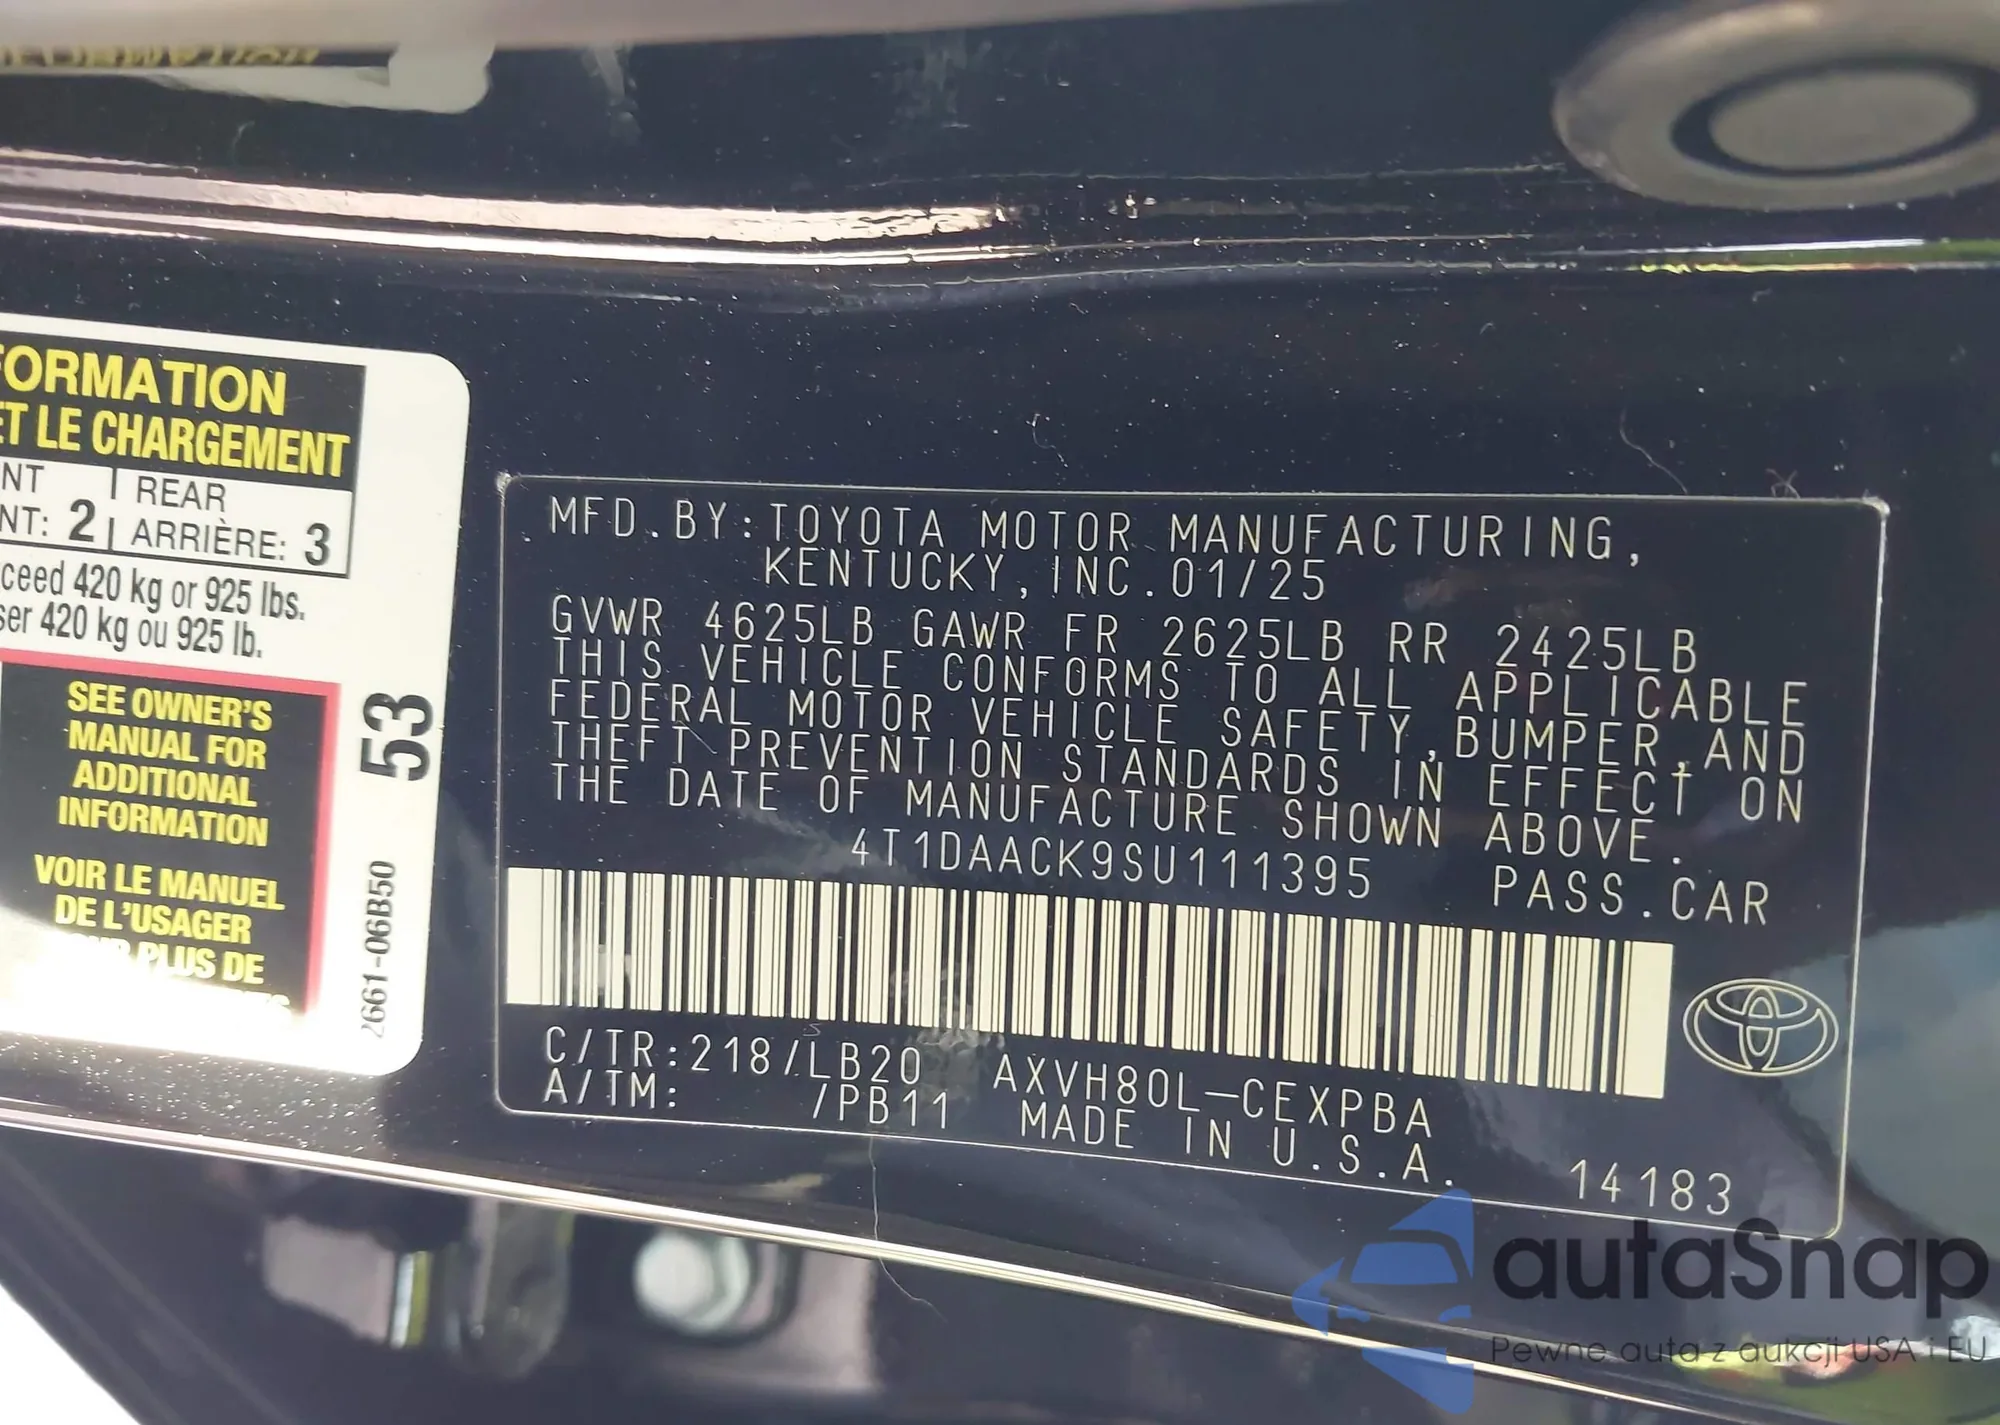 FORMATION
ET LE CHARGEMENT
NT REAR
NT: 2 ARRIÈRE: 3
ceed 420 kg or 925 lbs.
ser 420 kg ou 925 lb.
SEE OWNER'S
MANUAL FOR
ADDITIONAL
INFORMATION
VOIR LE MANUEL
DE L'USAGER
PLUS DE
53
2661-06B50
MFD.BY:TOYOTA MOTOR MANUFACTURING,
KENTUCKY,INC.01/25
GVWR 4625LB GAWR FR 2625LB RR 2425LB
THIS VEHICLE CONFORMS TO ALL APPLICABLE
FEDERAL MOTOR VEHICLE SAFETY,BUMPER,AND
THEFT PREVENTION STANDARDS IN EFFECT ON
THE DATE OF MANUFACTURE SHOWN ABOVE.
4T1DAACK9SU111395 PASS.CAR
C/TR:218/LB20 AXVH80L-CEXPBA
A/TM: /PB11 MADE IN U.S.A.
14183
autaSnap
Pewne auta z aukcji USA i EU